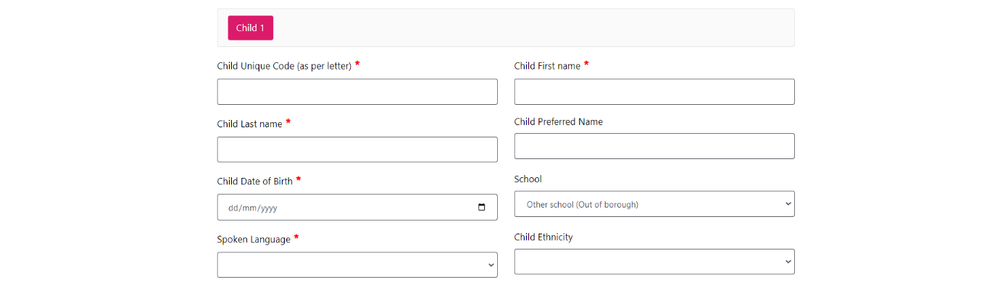 Child 1
Child Unique Code (as per letter) *
Child First name *
Child Last name *
Child Preferred Name
Child Date of Birth *
School
dd/mm/yyyy
Other school (Out of borough)
Spoken Language *
Child Ethnicity